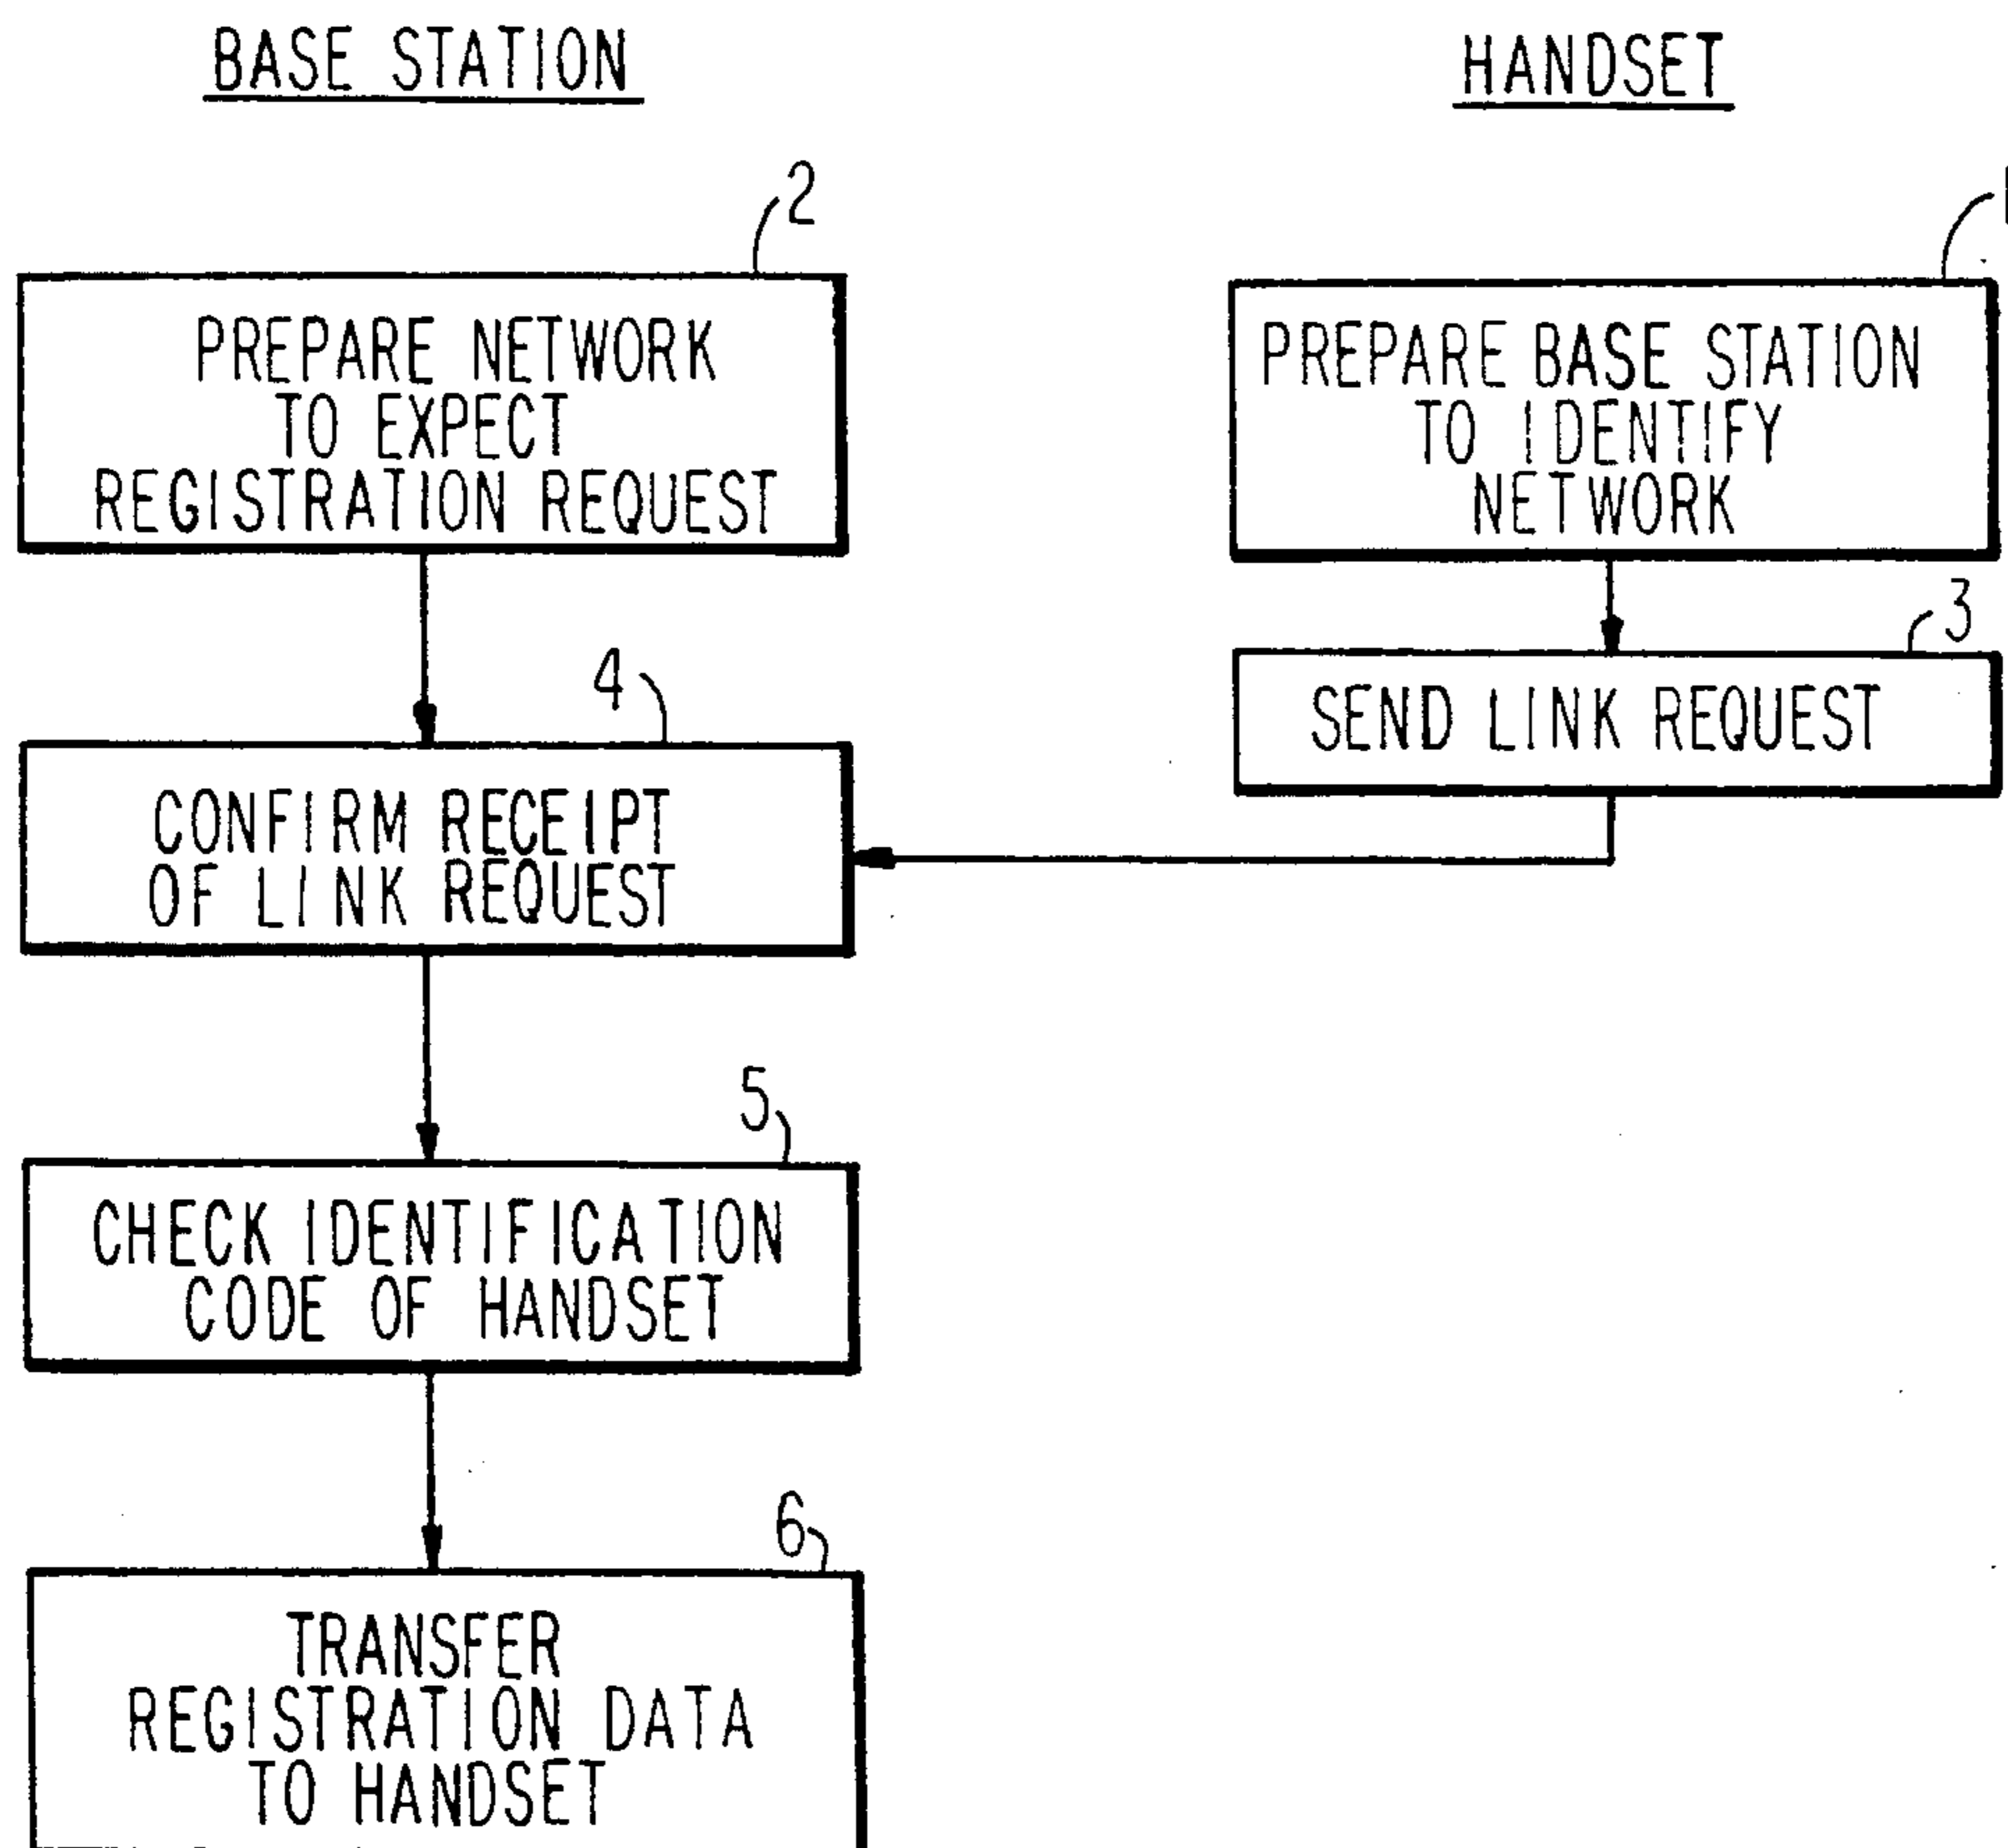 BASE STATION
HANDSET
2
PREPARE NETWORK
TO EXPECT
REGISTRATION REQUEST
PREPARE BASE STATION
TO IDENTIFY
NETWORK
3
SEND LINK REQUEST
4
CONFIRM RECEIPT
OF LINK REQUEST
5
CHECK IDENTIFICATION
CODE OF HANDSET
6
TRANSFER
REGISTRATION DATA
TO HANDSET